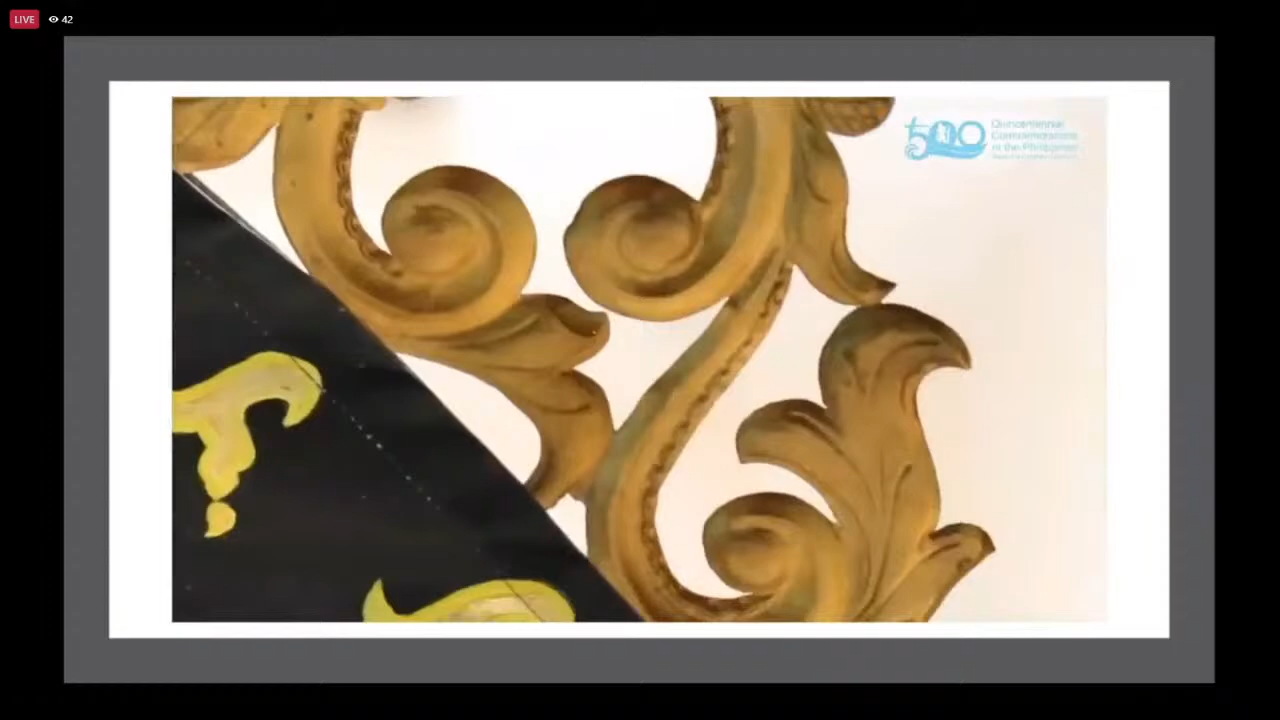 LIVE 42
500
Quincentennial
Commemorations
in the Philippines